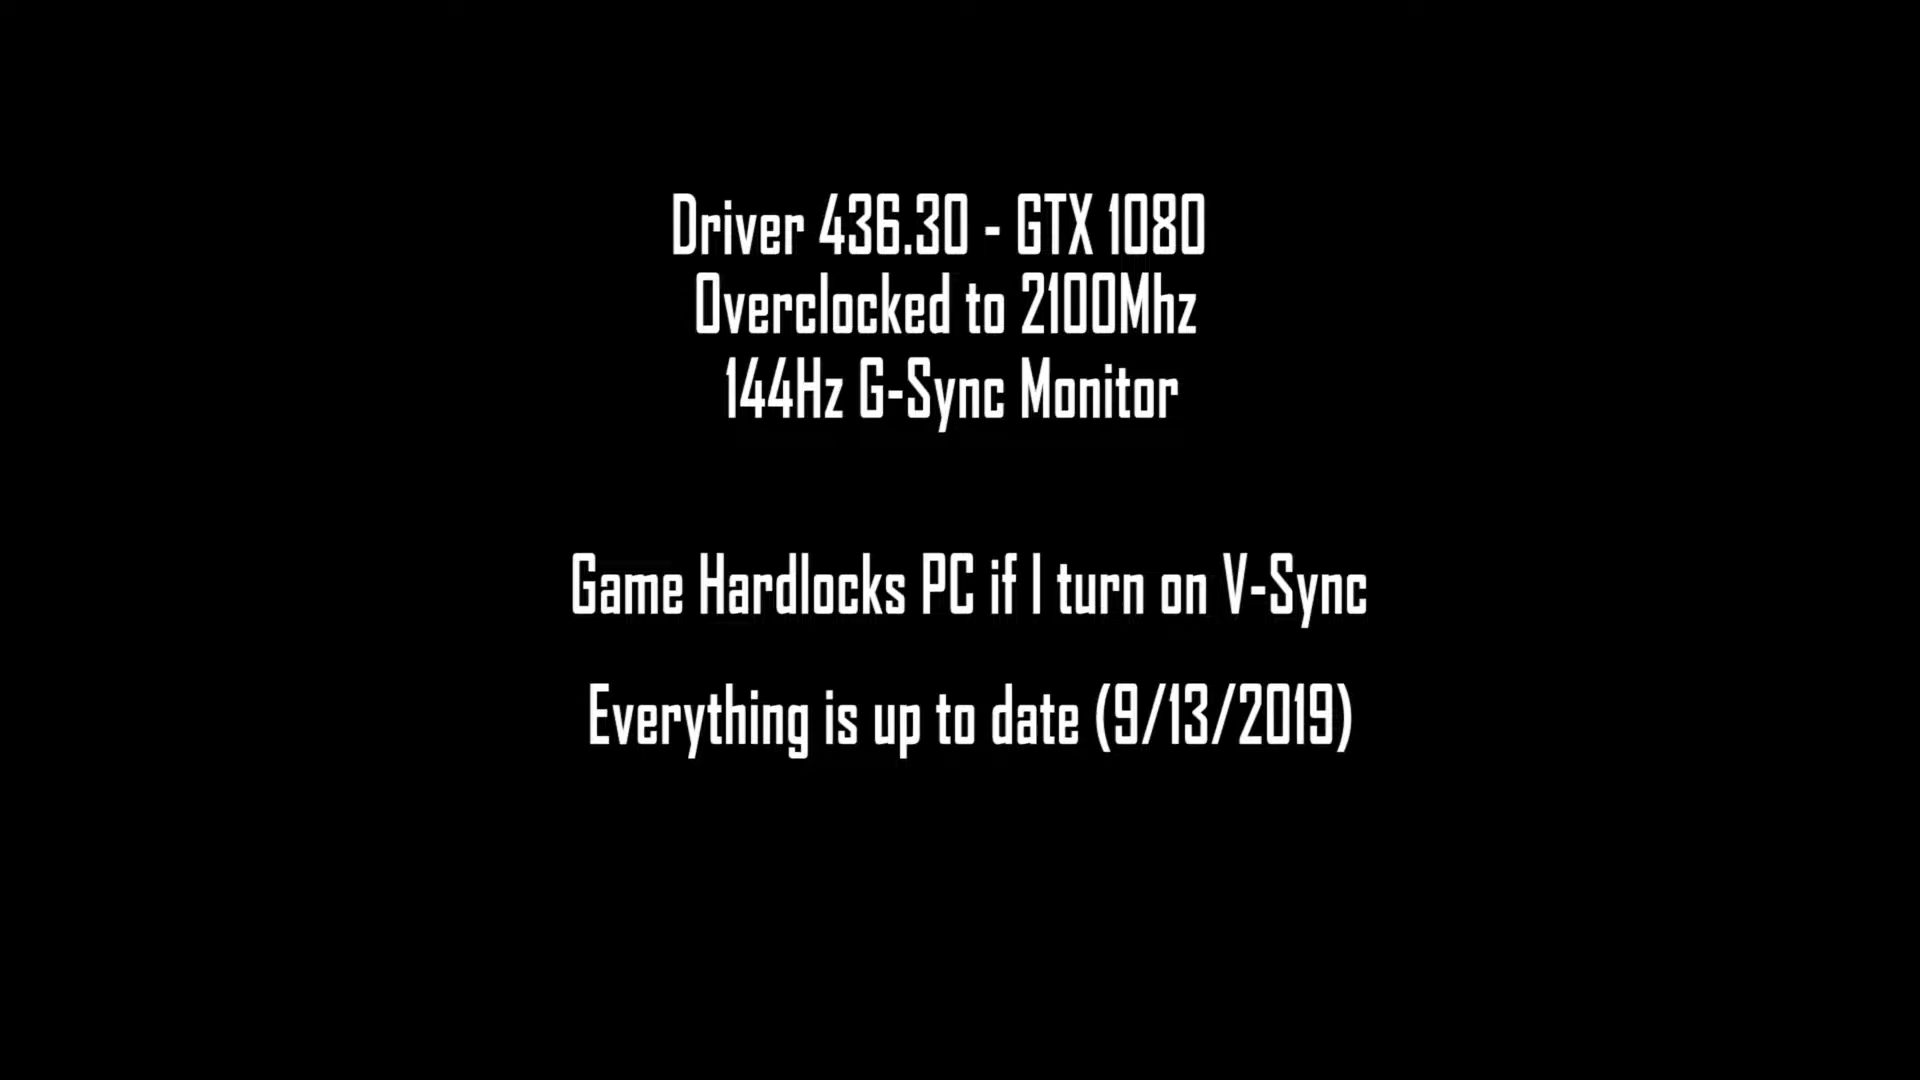 Driver 436.30 - GTX 1080
Overclocked to 2100Mhz
144Hz G-Sync Monitor
Game Hardlocks PC if I turn on V-Sync
Everything is up to date (9/13/2019)